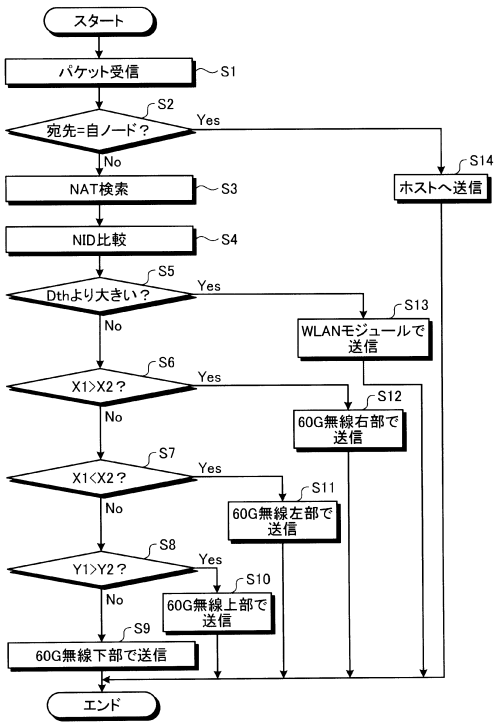 スタート
パケット受信
S1
宛先=自ノード?
S2
Yes
No
ホストへ送信
S14
NAT検索
S3
NID比較
S4
Dthより大きい?
S5
Yes
No
WLANモジュールで
送信
S13
X1>X2?
S6
Yes
No
60G無線右部で
送信
S12
X1<X2?
S7
Yes
No
60G無線左部で
送信
S11
Y1>Y2?
S8
Yes
No
60G無線上部で
送信
S10
60G無線下部で送信
S9
エンド